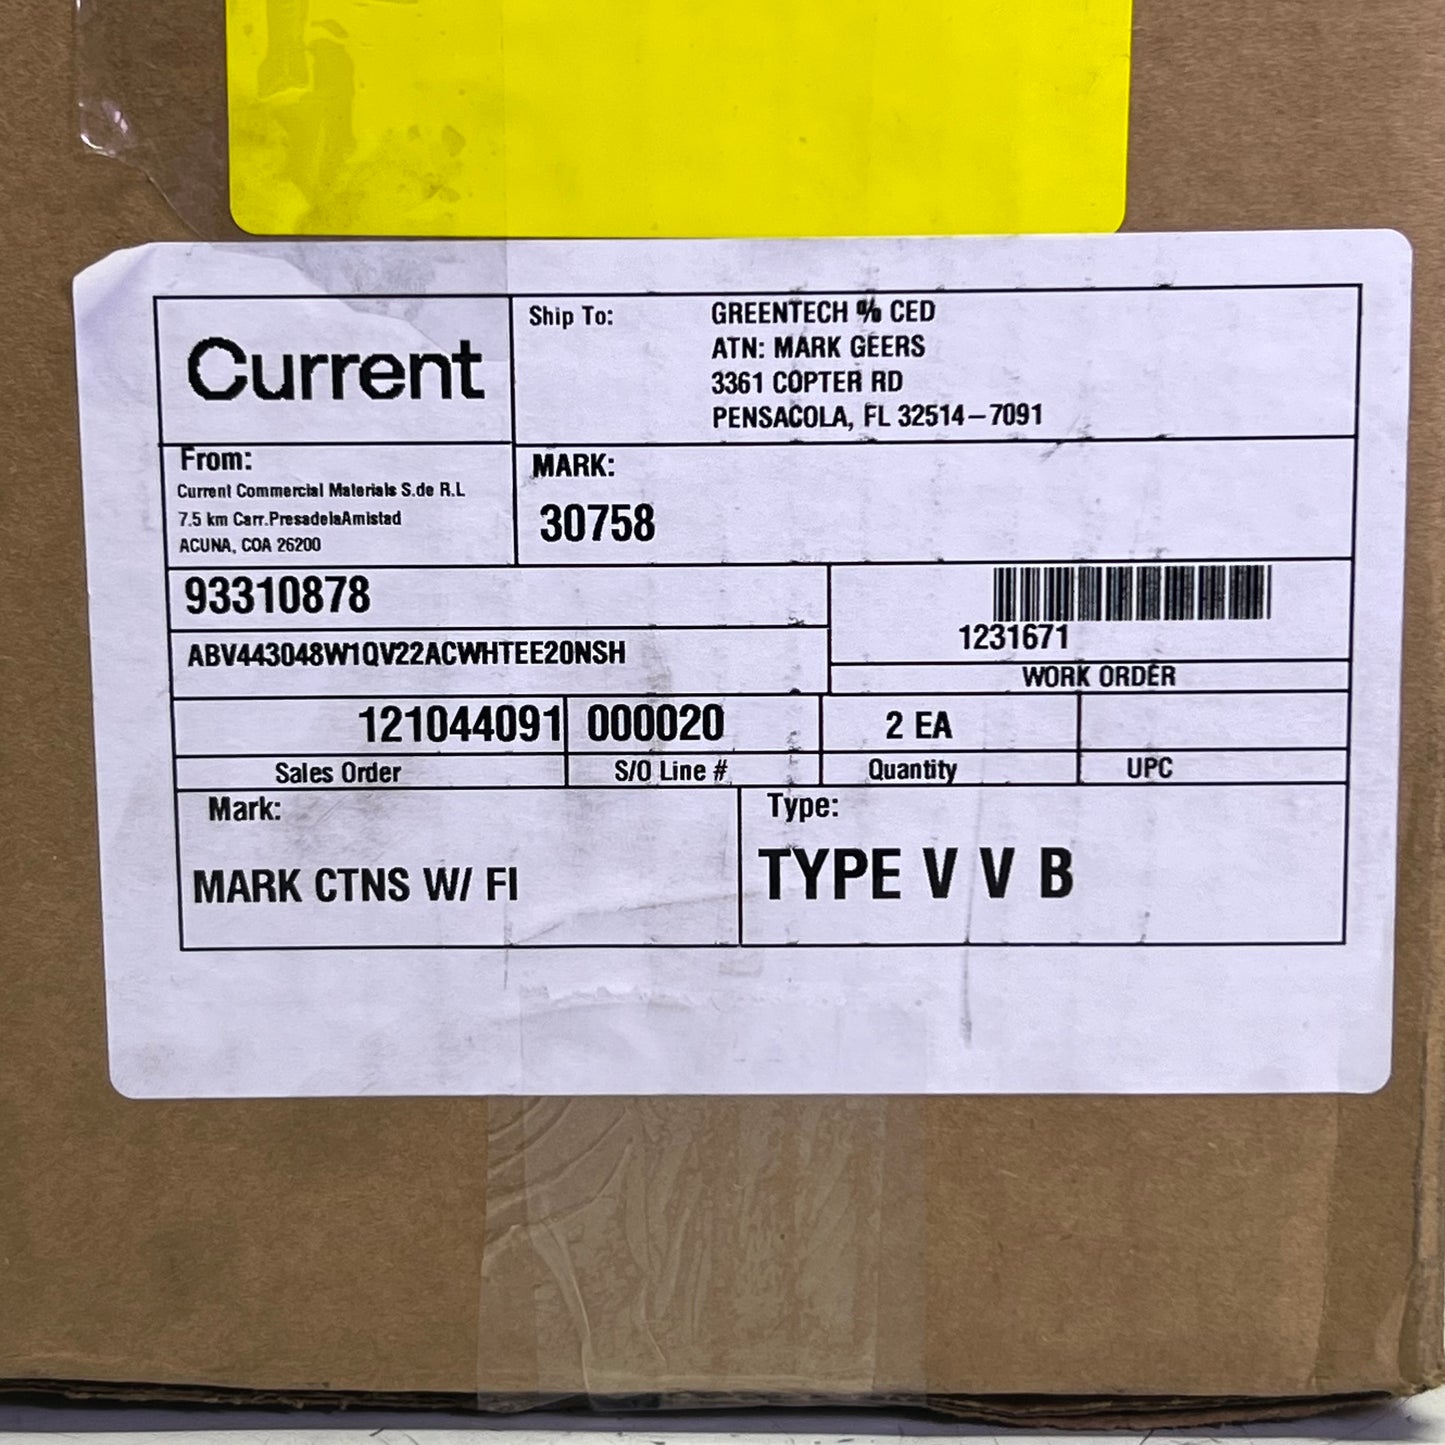 Current
Ship To:
GREENTECH % CED
ATN: MARK GEERS
3361 COPTER RD
PENSACOLA, FL 32514-7091
From:
Current Commercial Materials S.de R.L
7.5 km Carr.PresadelaAmistad
ACUNA, COA 26200
MARK:
30758
93310878
ABV443048W1QV22ACWHTEE20NSH
1231671
WORK ORDER
121044091 000020 2 EA
Sales Order S/O Line # Quantity UPC
Mark:
MARK CTNS W/ FI
Type:
TYPE V V B